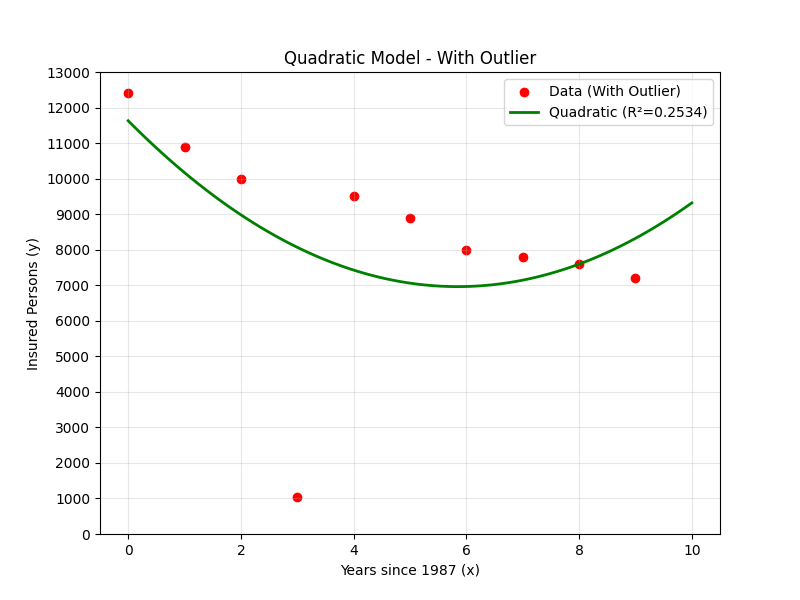 Quadratic Model - With Outlier
Data (With Outlier)
Quadratic (R²=0.2534)
Insured Persons (y)
13000
12000
11000
10000
9000
8000
7000
6000
5000
4000
3000
2000
1000
0
0 2 4 6 8 10
Years since 1987 (x)